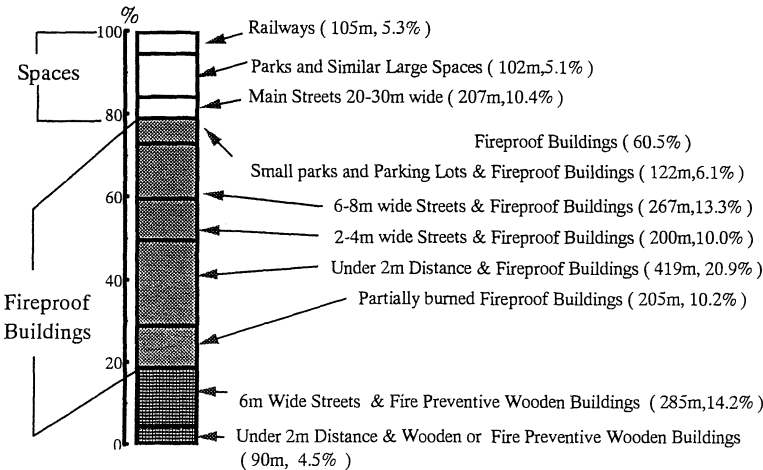 %
100
Railways ( 105m, 5.3% )
Spaces
Parks and Similar Large Spaces ( 102m,5.1% )
Main Streets 20-30m wide ( 207m,10.4% )
80
Fireproof Buildings ( 60.5% )
Small parks and Parking Lots & Fireproof Buildings ( 122m,6.1% )
60
6-8m wide Streets & Fireproof Buildings ( 267m,13.3% )
2-4m wide Streets & Fireproof Buildings ( 200m,10.0% )
40
Under 2m Distance & Fireproof Buildings ( 419m, 20.9% )
Fireproof
Buildings
Partially burned Fireproof Buildings ( 205m, 10.2% )
20
6m Wide Streets & Fire Preventive Wooden Buildings ( 285m,14.2% )
0
Under 2m Distance & Wooden or Fire Preventive Wooden Buildings
( 90m, 4.5% )